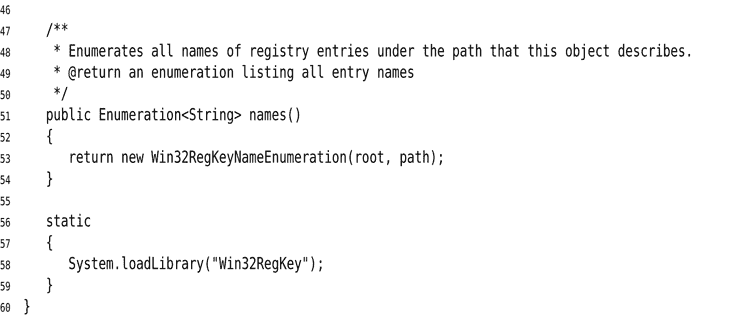 46
47    /**
48     * Enumerates all names of registry entries under the path that this object describes.
49     * @return an enumeration listing all entry names
50     */
51    public Enumeration<String> names()
52    {
53       return new Win32RegKeyNameEnumeration(root, path);
54    }
55
56    static
57    {
58       System.loadLibrary("Win32RegKey");
59    }
60 }